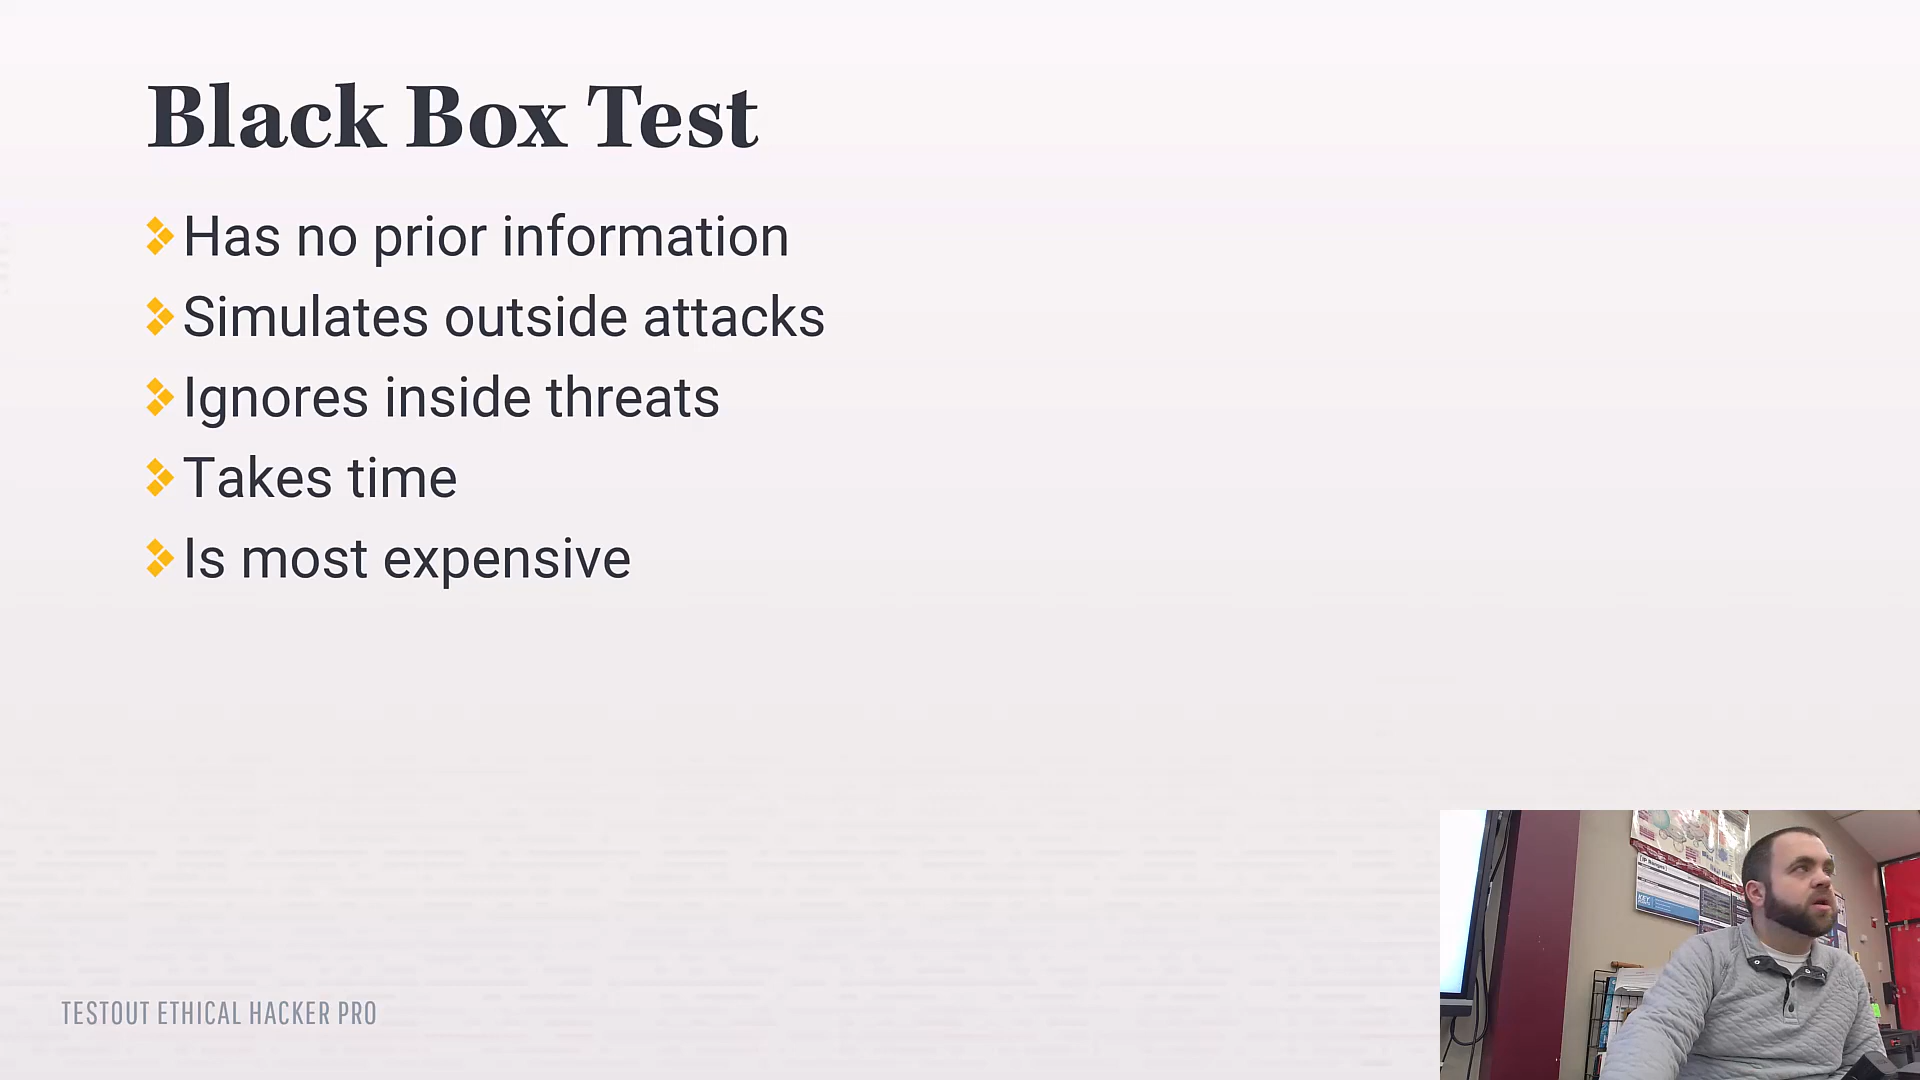 Black Box Test
Has no prior information
Simulates outside attacks
Ignores inside threats
Takes time
Is most expensive
TESTOUT ETHICAL HACKER PRO